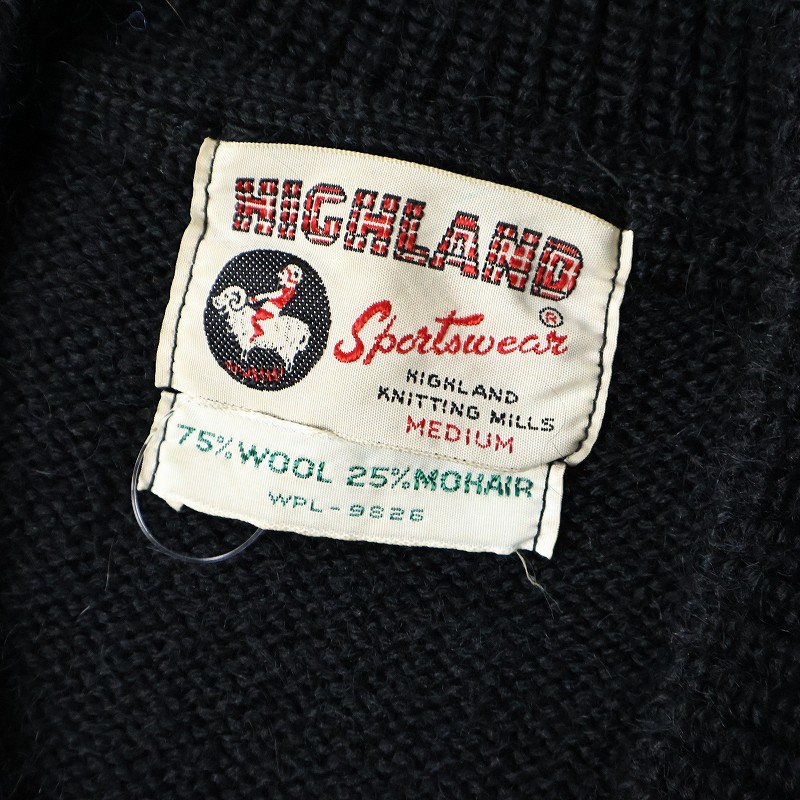 HIGHLAND
Sportswear ®
HIGHLAND
KNITTING MILLS
MEDIUM
75% WOOL 25% MOHAIR
WPL-9826